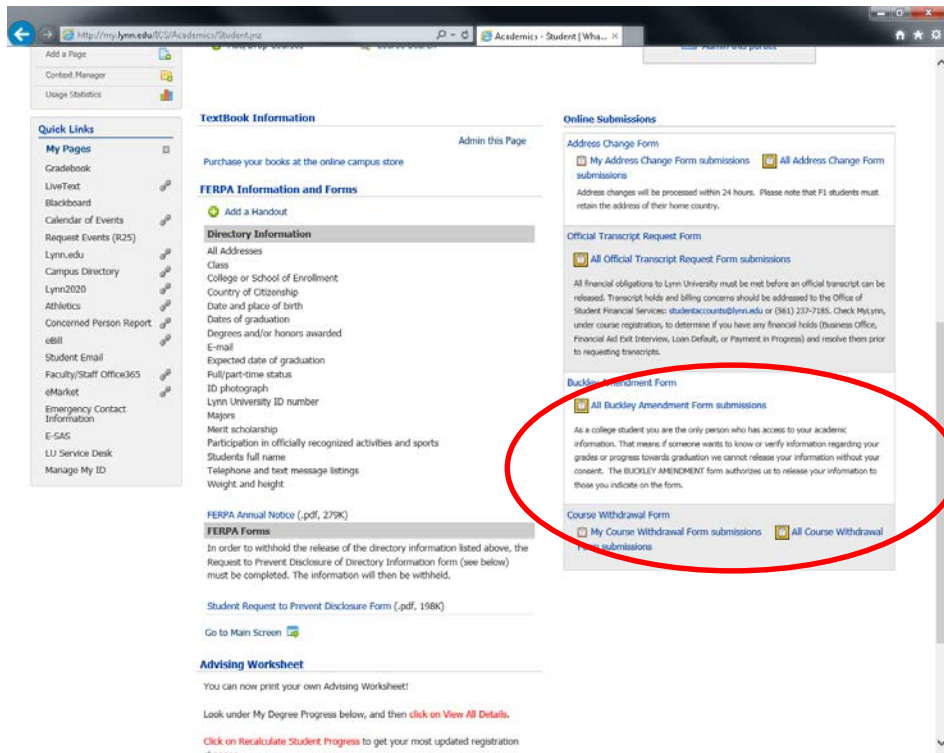 http://my.lynn.edu/ICS/Academics/Student.jnz
Academics - Student | Wha...
Add a Page
Context Manager
Usage Statistics
Quick Links
My Pages
Gradebook
LiveText
Blackboard
Calendar of Events
Request Events (R25)
Lynn.edu
Campus Directory
Lynn2020
Athletics
Concerned Person Report
eBill
Student Email
Faculty/Staff Office365
eMarket
Emergency Contact
Information
E-SAS
LU Service Desk
Manage My ID
TextBook Information
Admin this Page
Purchase your books at the online campus store
FERPA Information and Forms
Add a Handout
Directory Information
All Addresses
Class
College or School of Enrollment
Country of Citizenship
Date and place of birth
Dates of graduation
Degrees and/or honors awarded
E-mail
Expected date of graduation
Full/part-time status
ID photograph
Lynn University ID number
Majors
Merit scholarship
Participation in officially recognized activities and sports
Students full name
Telephone and text message listings
Weight and height
FERPA Annual Notice (.pdf, 279K)
FERPA Forms
In order to withhold the release of the directory information listed above, the
Request to Prevent Disclosure of Directory Information form (see below)
must be completed. The information will then be withheld.
Student Request to Prevent Disclosure Form (.pdf, 198K)
Go to Main Screen
Advising Worksheet
You can now print your own Advising Worksheet!
Look under My Degree Progress below, and then click on View All Details.
Click on Recalculate Student Progress to get your most updated registration
Online Submissions
Address Change Form
My Address Change Form submissions All Address Change Form
submissions
Address changes will be processed within 24 hours. Please note that F1 students must
retain the address of their home country.
Official Transcript Request Form
All Official Transcript Request Form submissions
All financial obligations to Lynn University must be met before an official transcript can be
released. Transcript holds and billing concerns should be addressed to the Office of
Student Financial Services: studentaccounts@lynn.edu or (561) 237-7185. Check MyLynn,
under course registration, to determine if you have any financial holds (Business Office,
Financial Aid Exit Interview, Loan Default, or Payment in Progress) and resolve them prior
to requesting transcripts.
Buckley Amendment Form
All Buckley Amendment Form submissions
As a college student you are the only person who has access to your academic
information. That means if someone wants to know or verify information regarding your
grades or progress towards graduation we cannot release your information without your
consent. The BUCKLEY AMENDMENT form authorizes us to release your information to
those you indicate on the form.
Course Withdrawal Form
My Course Withdrawal Form submissions All Course Withdrawal
Form submissions